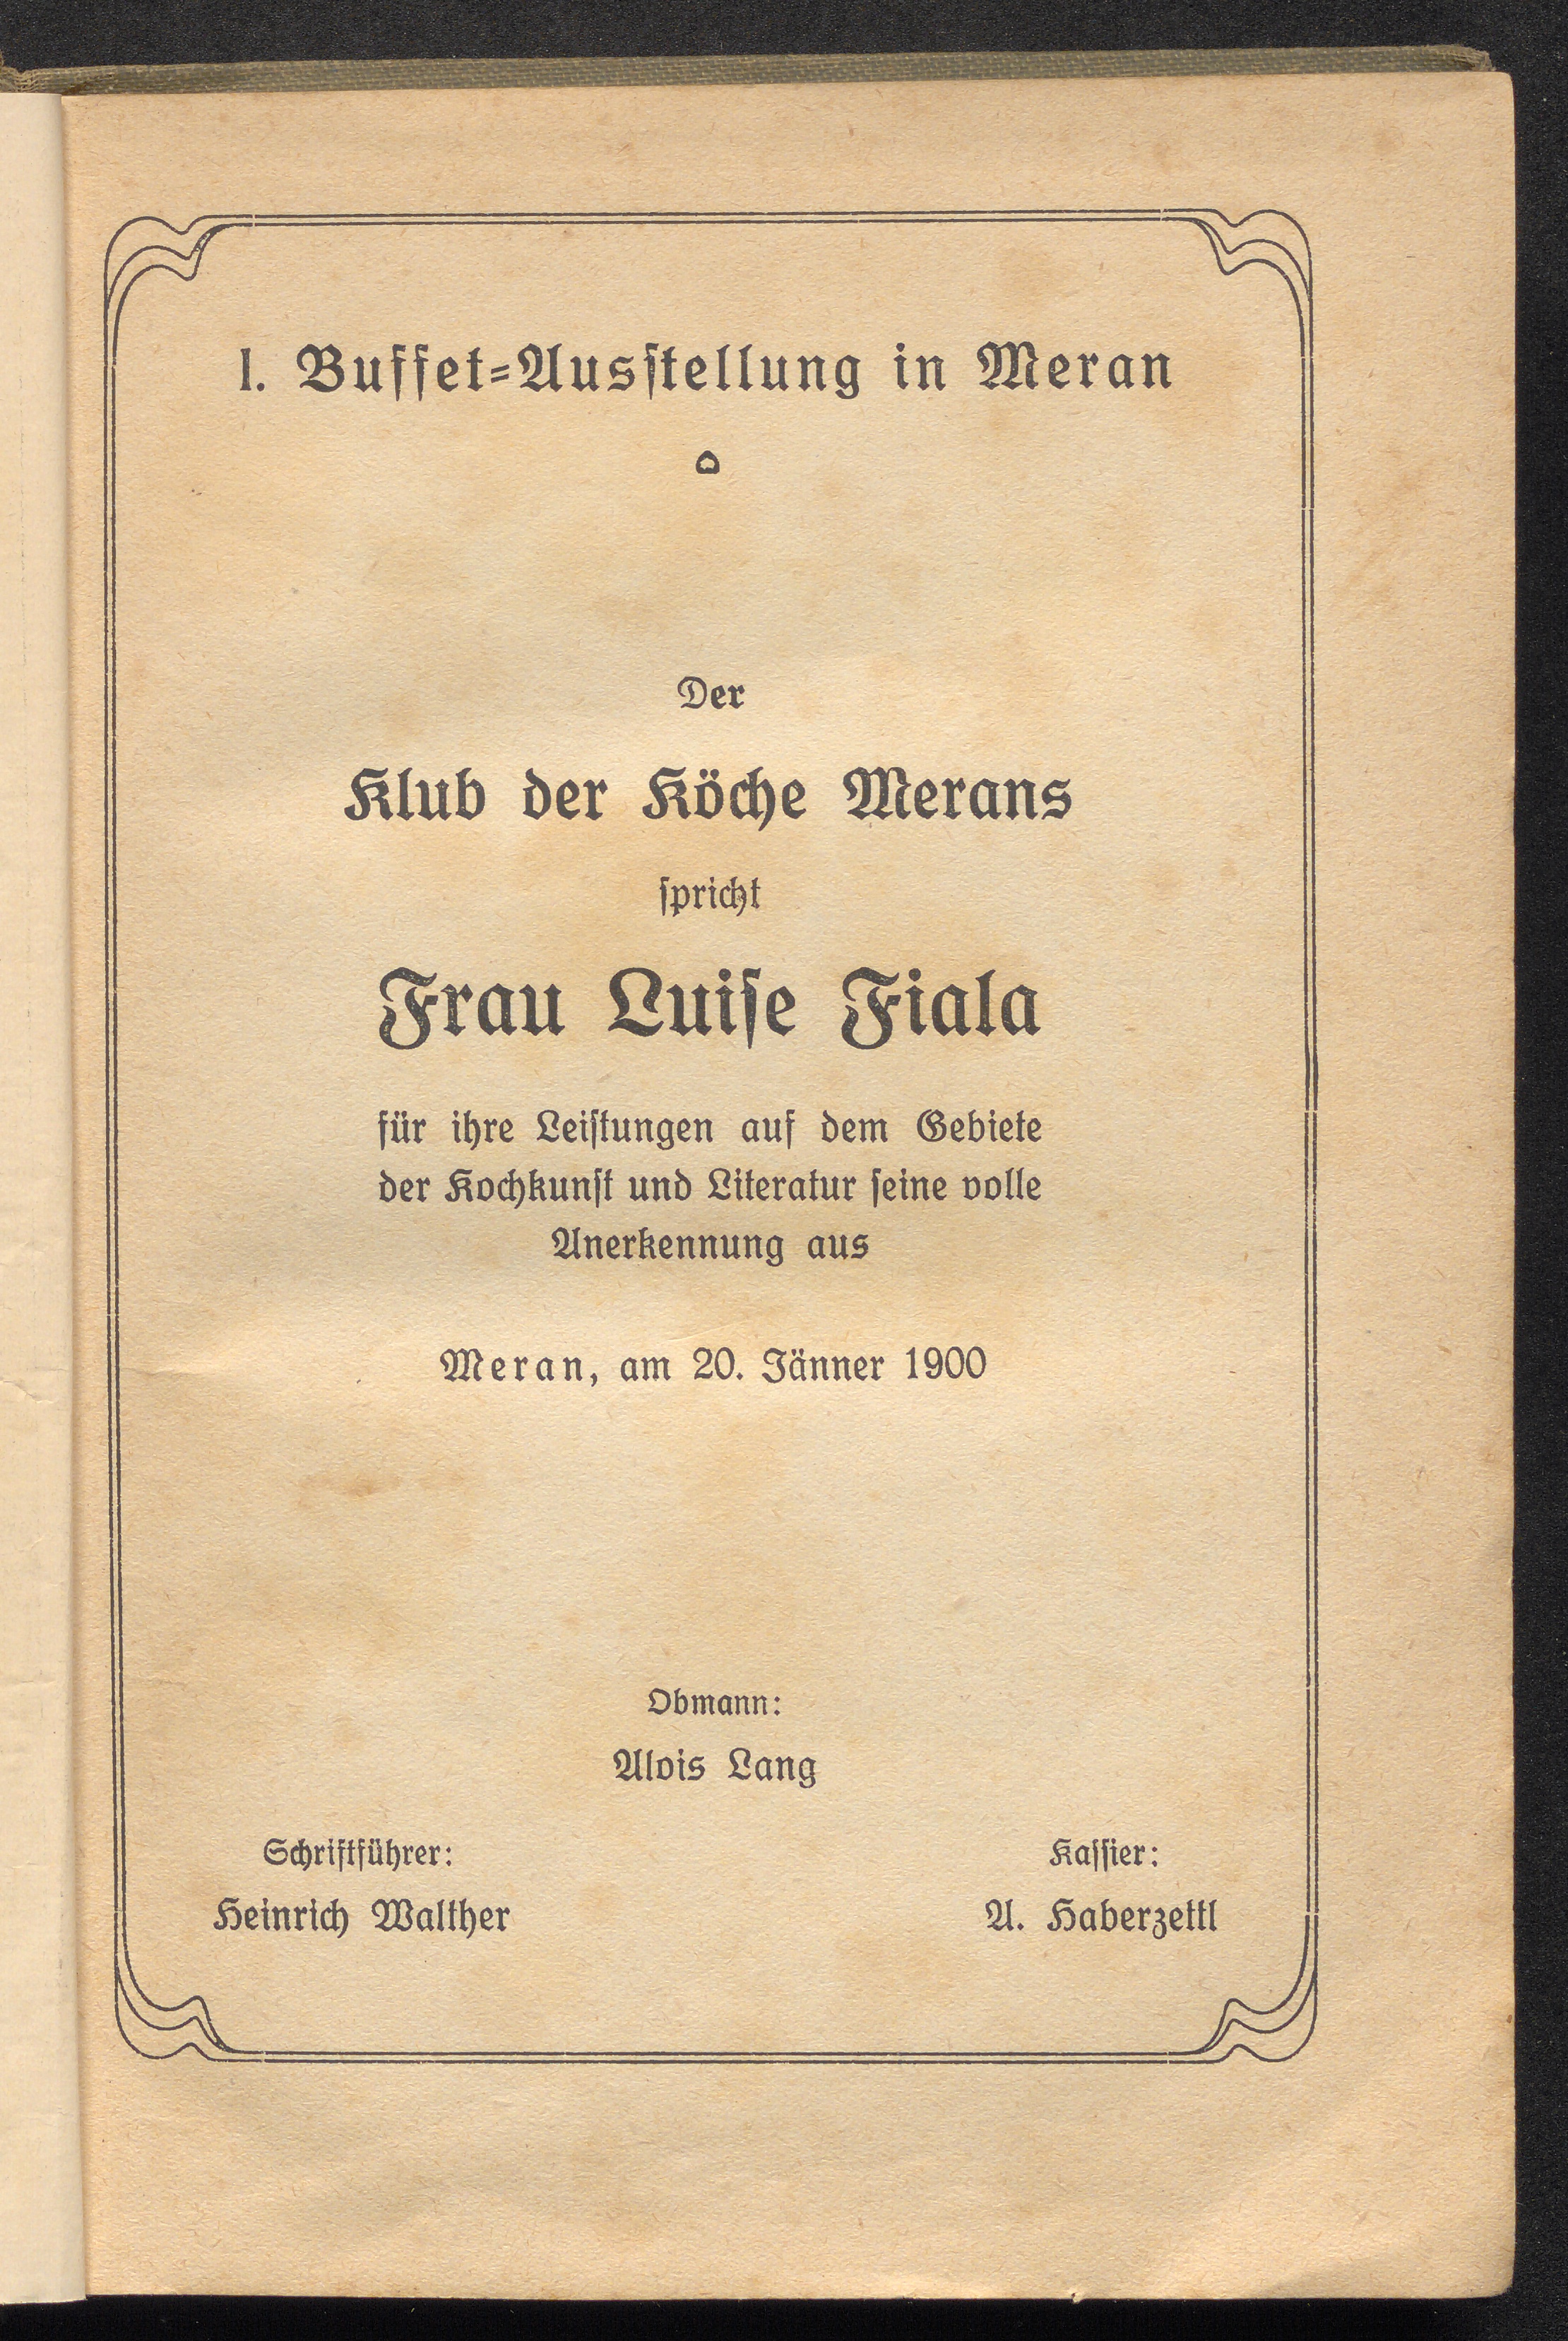 1. Buffet-Ausstellung in Meran
Der
Klub der Köche Merans
spricht
Frau Luise Fiala
für ihre Leistungen auf dem Gebiete
der Kochkunst und Literatur seine volle
Anerkennung aus
Meran, am 20. Jänner 1900
Obmann:
Alois Lang
Schriftführer:
Heinrich Walther
Kassier:
A. Haberzettl